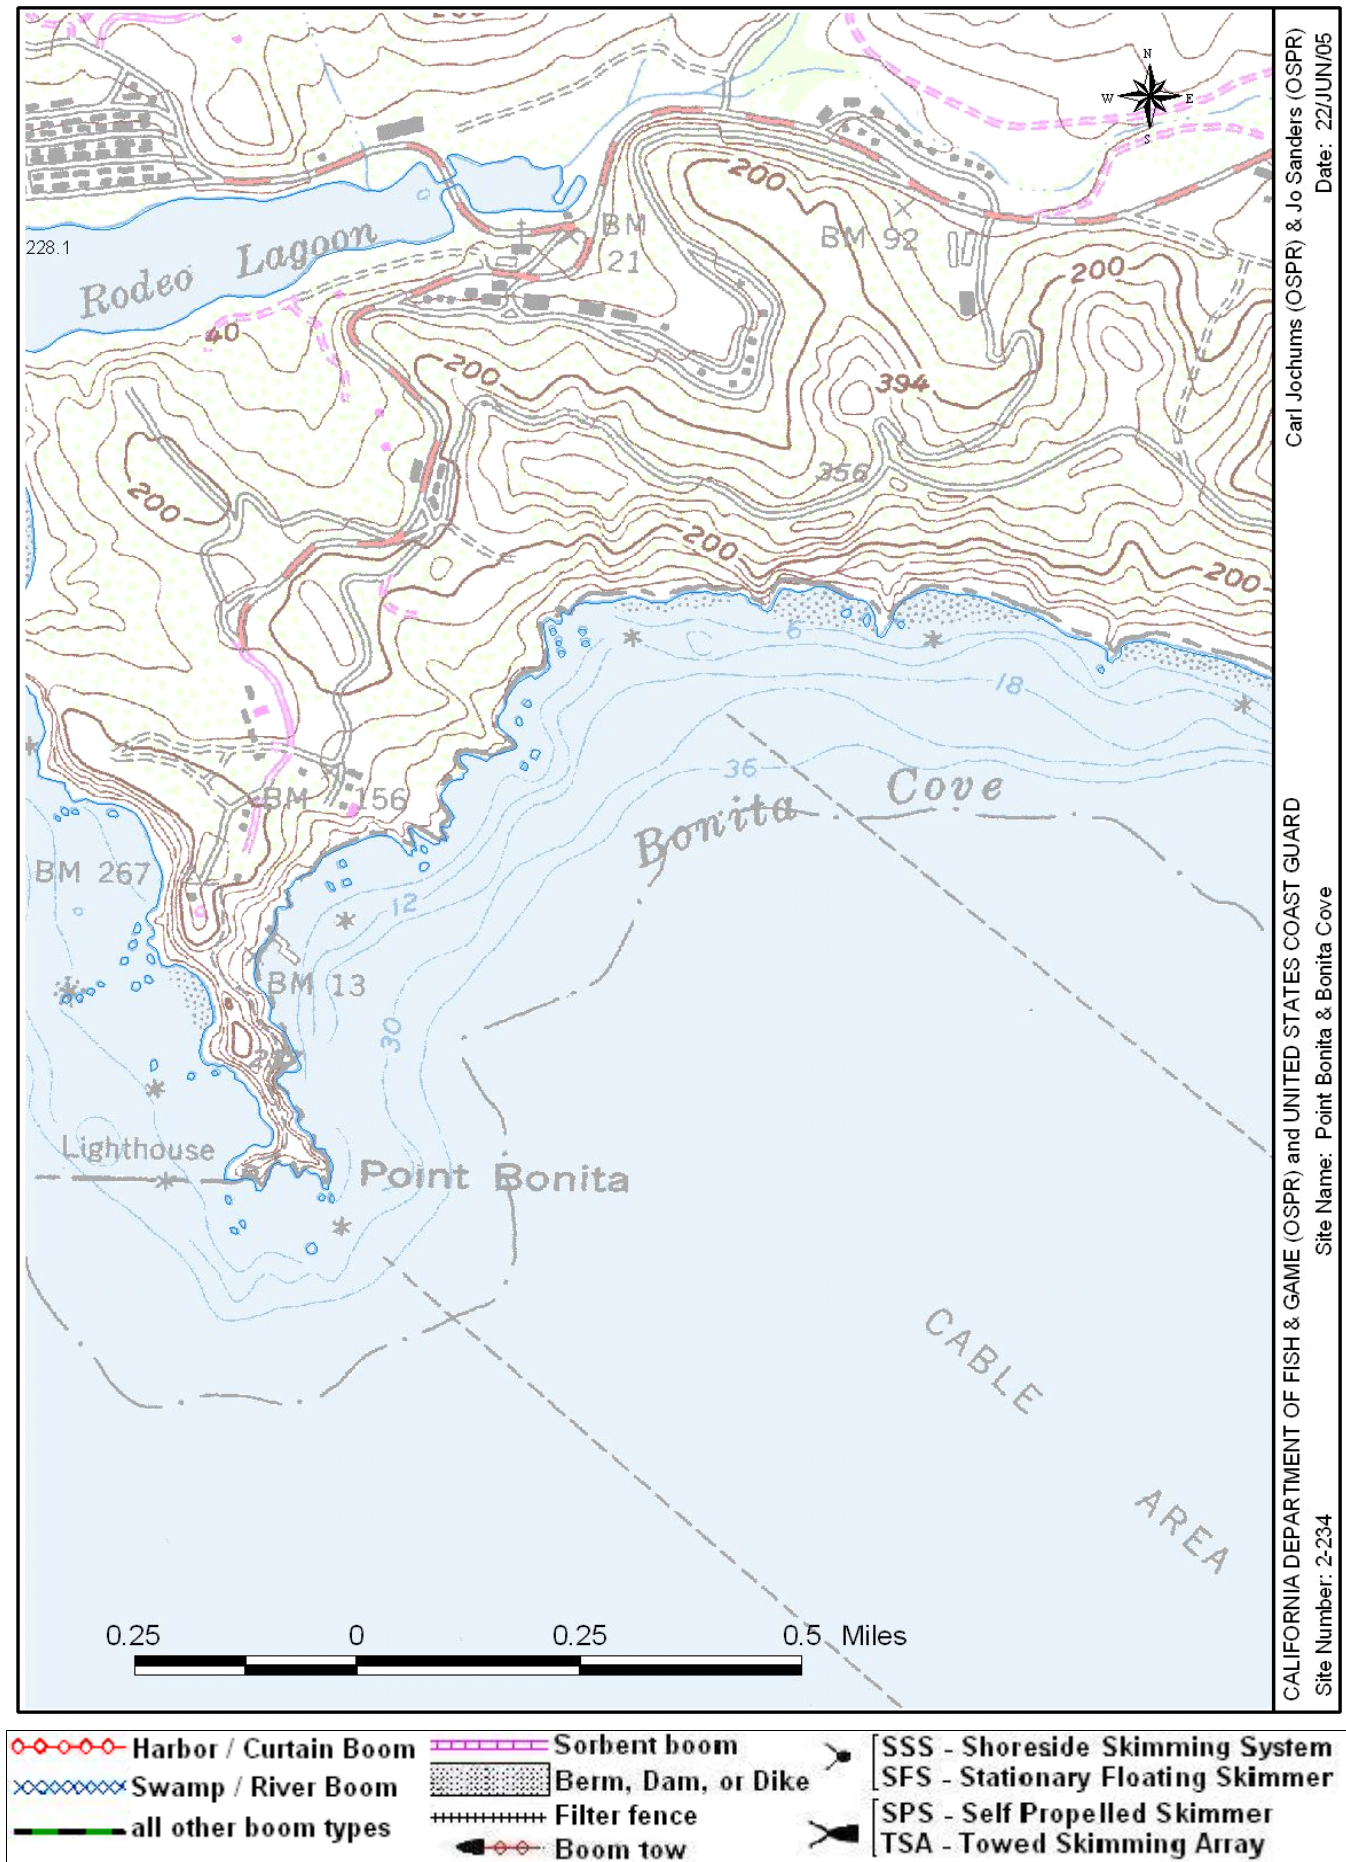 N
W E
S
200
BM
21
BM 92
200
228.1
Rodeo Lagoon
40
200
394
200
356
200
200
6
18
36
Bonita Cove
BM 156
BM 267
12
BM 13
30
Lighthouse
Point Bonita
CABLE
AREA
0.25 0 0.25 0.5 Miles
Carl Jochums (OSPR) & Jo Sanders (OSPR)
Date: 22/JUN/05
CALIFORNIA DEPARTMENT OF FISH & GAME (OSPR) and UNITED STATES COAST GUARD
Site Number: 2-234 Site Name: Point Bonita & Bonita Cove
Harbor / Curtain Boom
Swamp / River Boom
all other boom types
Sorbent boom
Berm, Dam, or Dike
Filter fence
Boom tow
SSS - Shoreside Skimming System
SFS - Stationary Floating Skimmer
SPS - Self Propelled Skimmer
TSA - Towed Skimming Array